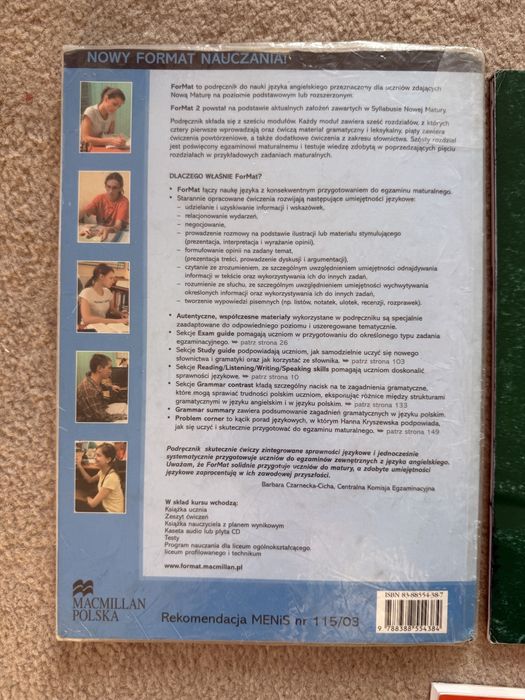 NOWY FORMAT NAUCZANIA!
ForMat to podręcznik do nauki języka angielskiego przeznaczony dla uczniów zdających
Nową Maturę na poziomie podstawowym lub rozszerzonym.
ForMat 2 powstał na podstawie aktualnych założeń zawartych w Syllabusie Nowej Matury.
Podręcznik składa się z sześciu modułów. Każdy moduł zawiera sześć rozdziałów, z których
cztery pierwsze wprowadzają oraz ćwiczą materiał gramatyczny i leksykalny, piąty zawiera
ćwiczenia powtórzeniowe, a także dodatkowe ćwiczenia z zakresu słownictwa. Szósty rozdział
jest poświęcony egzaminowi maturalnemu i testuje wiedzę zdobytą w poprzedzających pięciu
rozdziałach w przykładowych zadaniach maturalnych.
DLACZEGO WŁAŚNIE ForMat?
• ForMat łączy naukę języka z konsekwentnym przygotowaniem do egzaminu maturalnego.
• Starannie opracowane ćwiczenia rozwijają następujące umiejętności językowe:
– udzielanie i uzyskiwanie informacji i wskazówek,
– relacjonowanie wydarzeń,
– negocjowanie,
– prowadzenie rozmowy na podstawie ilustracji lub materiału stymulującego
(prezentacja, interpretacja i wyrażanie opinii),
– formułowanie opinii na zadany temat,
(prezentacja treści, prowadzenie dyskusji i argumentacji),
– czytanie ze zrozumieniem, ze szczególnym uwzględnieniem umiejętności odnajdywania
informacji w tekście oraz wykorzystywania ich do innych zadań,
– rozumienie ze słuchu, ze szczególnym uwzględnieniem umiejętności wychwytywania
określonych informacji oraz wykorzystywania ich do innych zadań,
– tworzenie wypowiedzi pisemnych (np. listów, notatek, ulotek, recenzji, rozprawek).
• Autentyczne, współczesne materiały wykorzystane w podręczniku są specjalnie
zaadaptowane do odpowiedniego poziomu i uszeregowane tematycznie.
• Sekcje Exam guide pomagają uczniom w przygotowaniu do określonego typu zadania
egzaminacyjnego. ➥ patrz strona 26
• Sekcje Study guide podpowiadają uczniom, jak samodzielnie uczyć się nowego
słownictwa i gramatyki oraz jak korzystać ze słownika. ➥ patrz strona 103
• Sekcje Reading/Listening/Writing/Speaking skills pomagają uczniom doskonalić
sprawności językowe. ➥ patrz strona 10
• Sekcje Grammar contrast kładą szczególny nacisk na te zagadnienia gramatyczne,
które mogą sprawiać trudności polskim uczniom, eksponując różnice między strukturami
gramatycznymi w języku angielskim i w języku polskim. ➥ patrz strona 133
• Grammar summary zawiera podsumowanie zagadnień gramatycznych w języku polskim.
• Problem corner to kącik porad językowych, w którym Hanna Kryszewska podpowiada,
jak się uczyć i skutecznie przygotować do egzaminu maturalnego. ➥ patrz strona 149
Podręcznik skutecznie ćwiczy zintegrowane sprawności językowe i jednocześnie
systematycznie przygotowuje uczniów do egzaminów zewnętrznych z języka angielskiego.
Uważam, że ForMat solidnie przygotuje uczniów do matury, a zdobyte umiejętności
językowe zaprocentują w ich zawodowej przyszłości.
Barbara Czarnecka-Cicha, Centralna Komisja Egzaminacyjna
W skład kursu wchodzą:
Książka ucznia
Zeszyt ćwiczeń
Książka nauczyciela z planem wynikowym
Kaseta audio lub płyta CD
Testy
Program nauczania dla liceum ogólnokształcącego,
liceum profilowanego i technikum
www.format.macmillan.pl
MACMILLAN
POLSKA
Rekomendacja MENiS nr 115/03
ISBN 83-88554-38-7
9 788388 554384